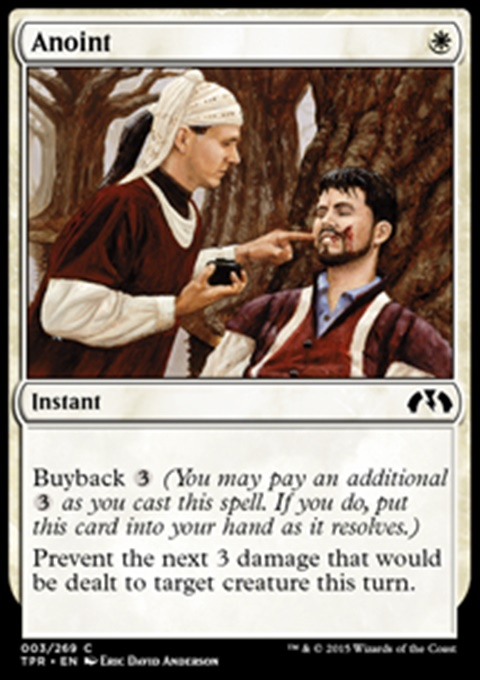 Anoint
Instant
Buyback 3 (You may pay an additional
3 as you cast this spell. If you do, put
this card into your hand as it resolves.)
Prevent the next 3 damage that would
be dealt to target creature this turn.
003/269 C
TPR • EN Eric David Anderson
™ & © 2015 Wizards of the Coast